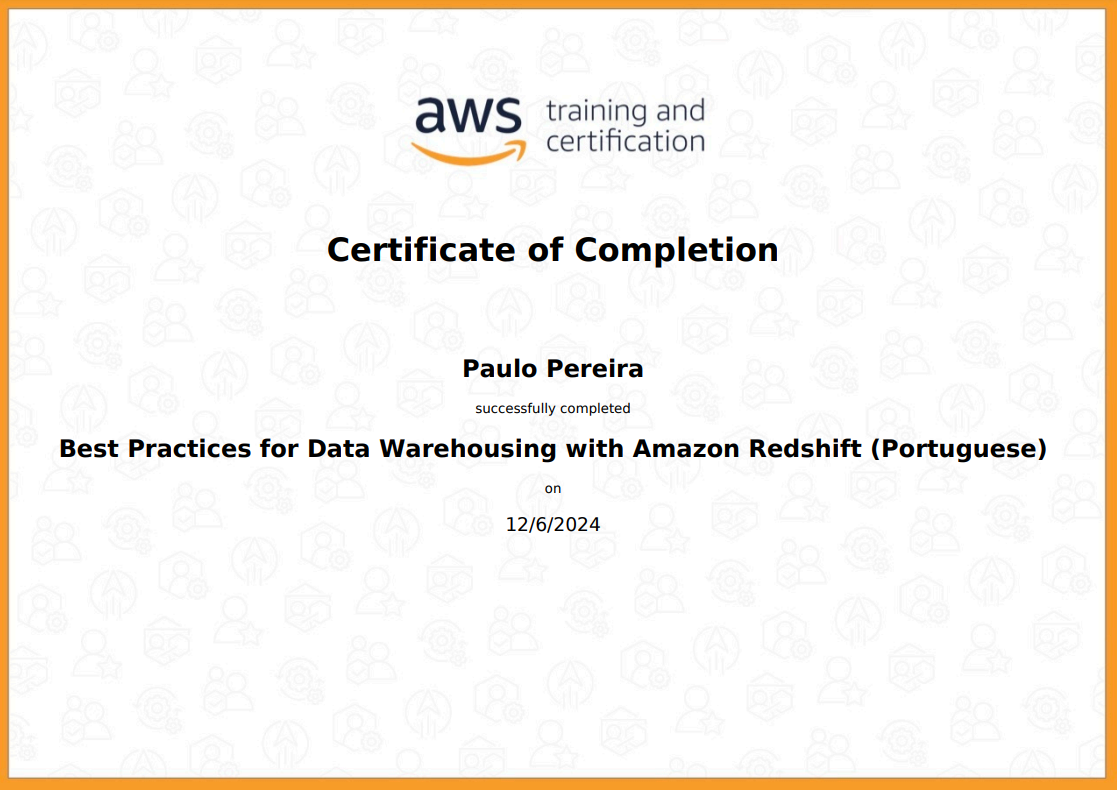 aws training and
certification
Certificate of Completion
Paulo Pereira
successfully completed
Best Practices for Data Warehousing with Amazon Redshift (Portuguese)
on
12/6/2024